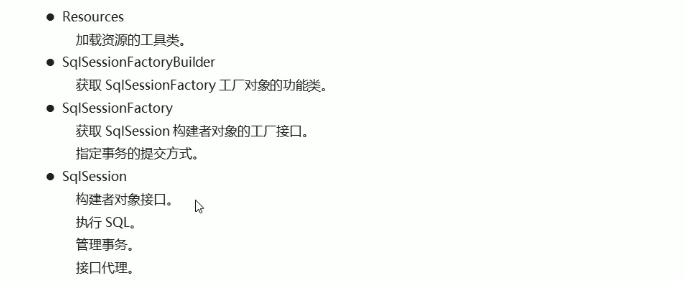 ● Resources
加载资源的工具类。
● SqlSessionFactoryBuilder
获取 SqlSessionFactory 工厂对象的功能类。
● SqlSessionFactory
获取 SqlSession 构建者对象的工厂接口。
指定事务的提交方式。
● SqlSession
构建者对象接口。
执行 SQL。
管理事务。
接口代理。